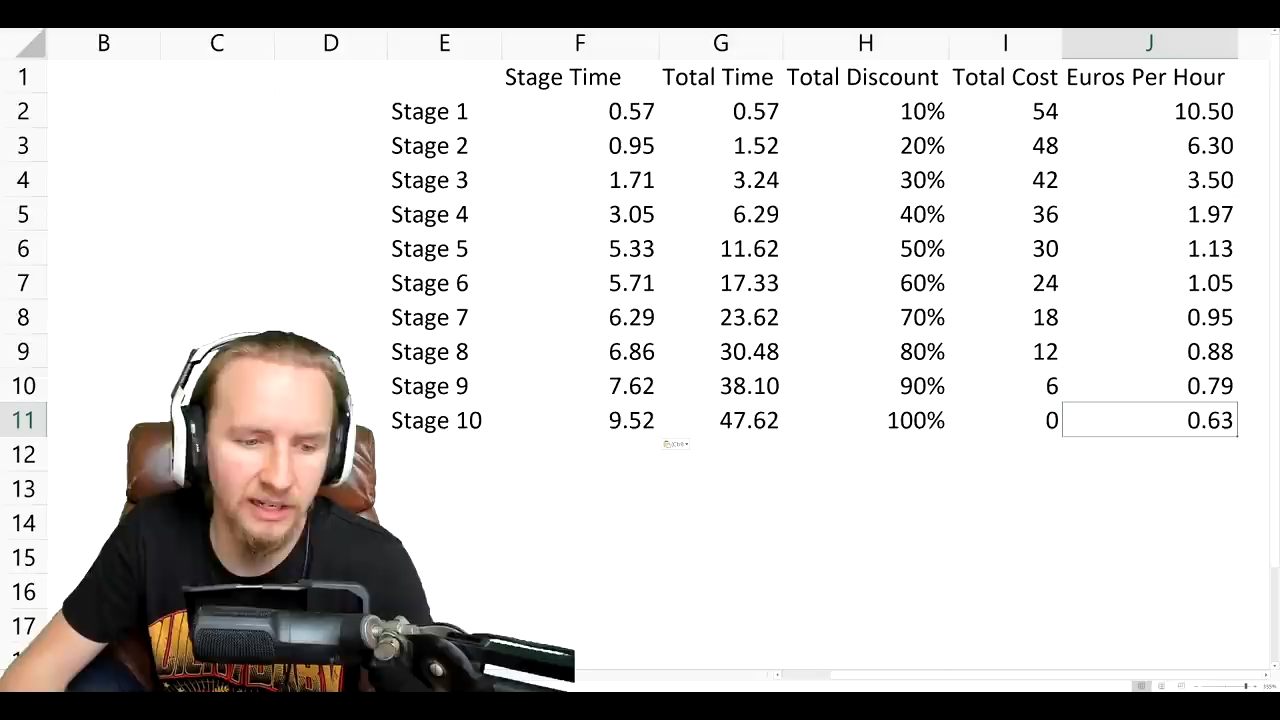 B C D E F G H I J
1 Stage Time Total Time Total Discount Total Cost Euros Per Hour
2 Stage 1 0.57 0.57 10% 54 10.50
3 Stage 2 0.95 1.52 20% 48 6.30
4 Stage 3 1.71 3.24 30% 42 3.50
5 Stage 4 3.05 6.29 40% 36 1.97
6 Stage 5 5.33 11.62 50% 30 1.13
7 Stage 6 5.71 17.33 60% 24 1.05
8 Stage 7 6.29 23.62 70% 18 0.95
9 Stage 8 6.86 30.48 80% 12 0.88
10 Stage 9 7.62 38.10 90% 6 0.79
11 Stage 10 9.52 47.62 100% 0 0.63
(Ctrl)
12
13
14
15
16
17